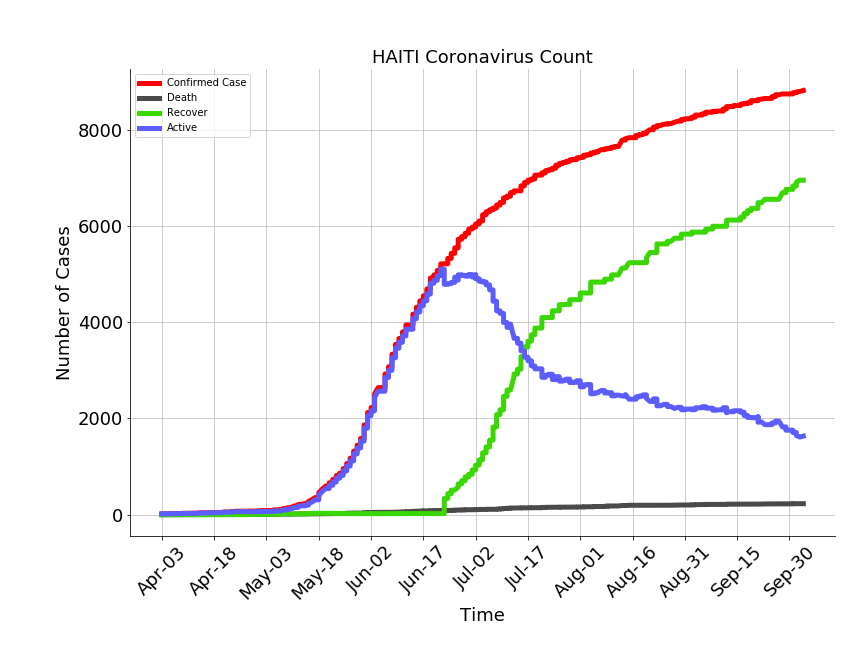 HAITI Coronavirus Count
Confirmed Case
Death
Recover
Active
Number of Cases
8000
6000
4000
2000
0
Apr-03
Apr-18
May-03
May-18
Jun-02
Jun-17
Jul-02
Jul-17
Aug-01
Aug-16
Aug-31
Sep-15
Sep-30
Time